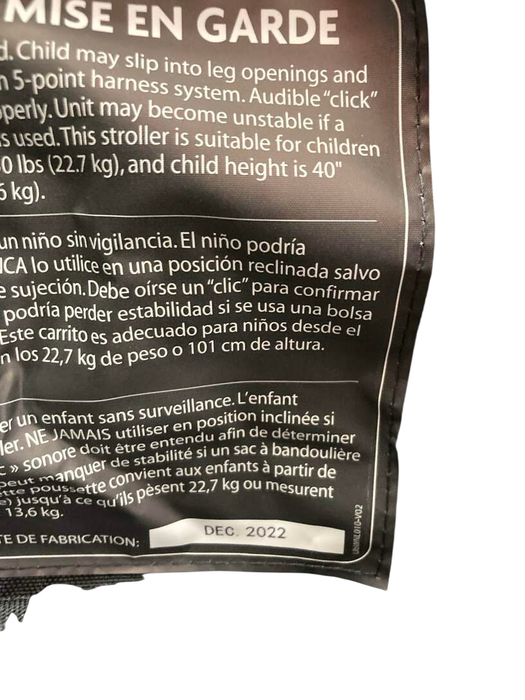 MISE EN GARDE
d. Child may slip into leg openings and
n 5-point harness system. Audible “click”
perly. Unit may become unstable if a
s used. This stroller is suitable for children
0 lbs (22.7 kg), and child height is 40"
6 kg).
un niño sin vigilancia. El niño podría
ICA lo utilice en una posición reclinada salvo
e sujeción. Debe oírse un “clic” para confirmar
podría perder estabilidad si se usa una bolsa
Este carrito es adecuado para niños desde el
n los 22,7 kg de peso o 101 cm de altura.
er un enfant sans surveillance. L’enfant
ler. NE JAMAIS utiliser en position inclinée si
c » sonore doit être entendu afin de déterminer
peut manquer de stabilité si un sac à bandoulière
tte poussette convient aux enfants à partir de
e) jusqu’à ce qu’ils pèsent 22,7 kg ou mesurent
13,6 kg.
TE DE FABRICATION:
DEC. 2022